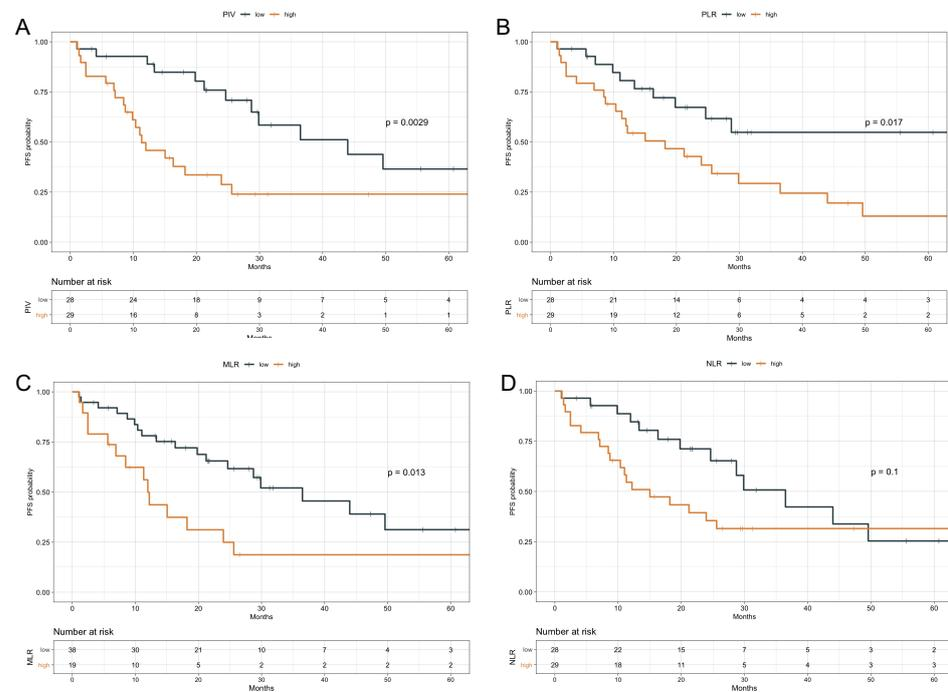 A
PIV low high
1.00
0.75
0.50
0.25
0.00
PFS probability
p = 0.0029
0 10 20 30 40 50 60
Months
Number at risk
PIV
low 28 24 18 9 7 5 4
high 29 16 8 3 2 1 1
0 10 20 30 40 50 60
Months
B
PLR low high
1.00
0.75
0.50
0.25
0.00
PFS probability
p = 0.017
0 10 20 30 40 50 60
Months
Number at risk
PLR
low 28 21 14 6 4 4 3
high 29 19 12 6 5 2 2
0 10 20 30 40 50 60
Months
C
MLR low high
1.00
0.75
0.50
0.25
0.00
PFS probability
p = 0.013
0 10 20 30 40 50 60
Months
Number at risk
MLR
low 38 30 21 10 7 4 3
high 19 10 5 2 2 2 2
0 10 20 30 40 50 60
Months
D
NLR low high
1.00
0.75
0.50
0.25
0.00
PFS probability
p = 0.1
0 10 20 30 40 50 60
Months
Number at risk
NLR
low 28 22 15 7 5 3 2
high 29 18 11 5 4 3 3
0 10 20 30 40 50 60
Months